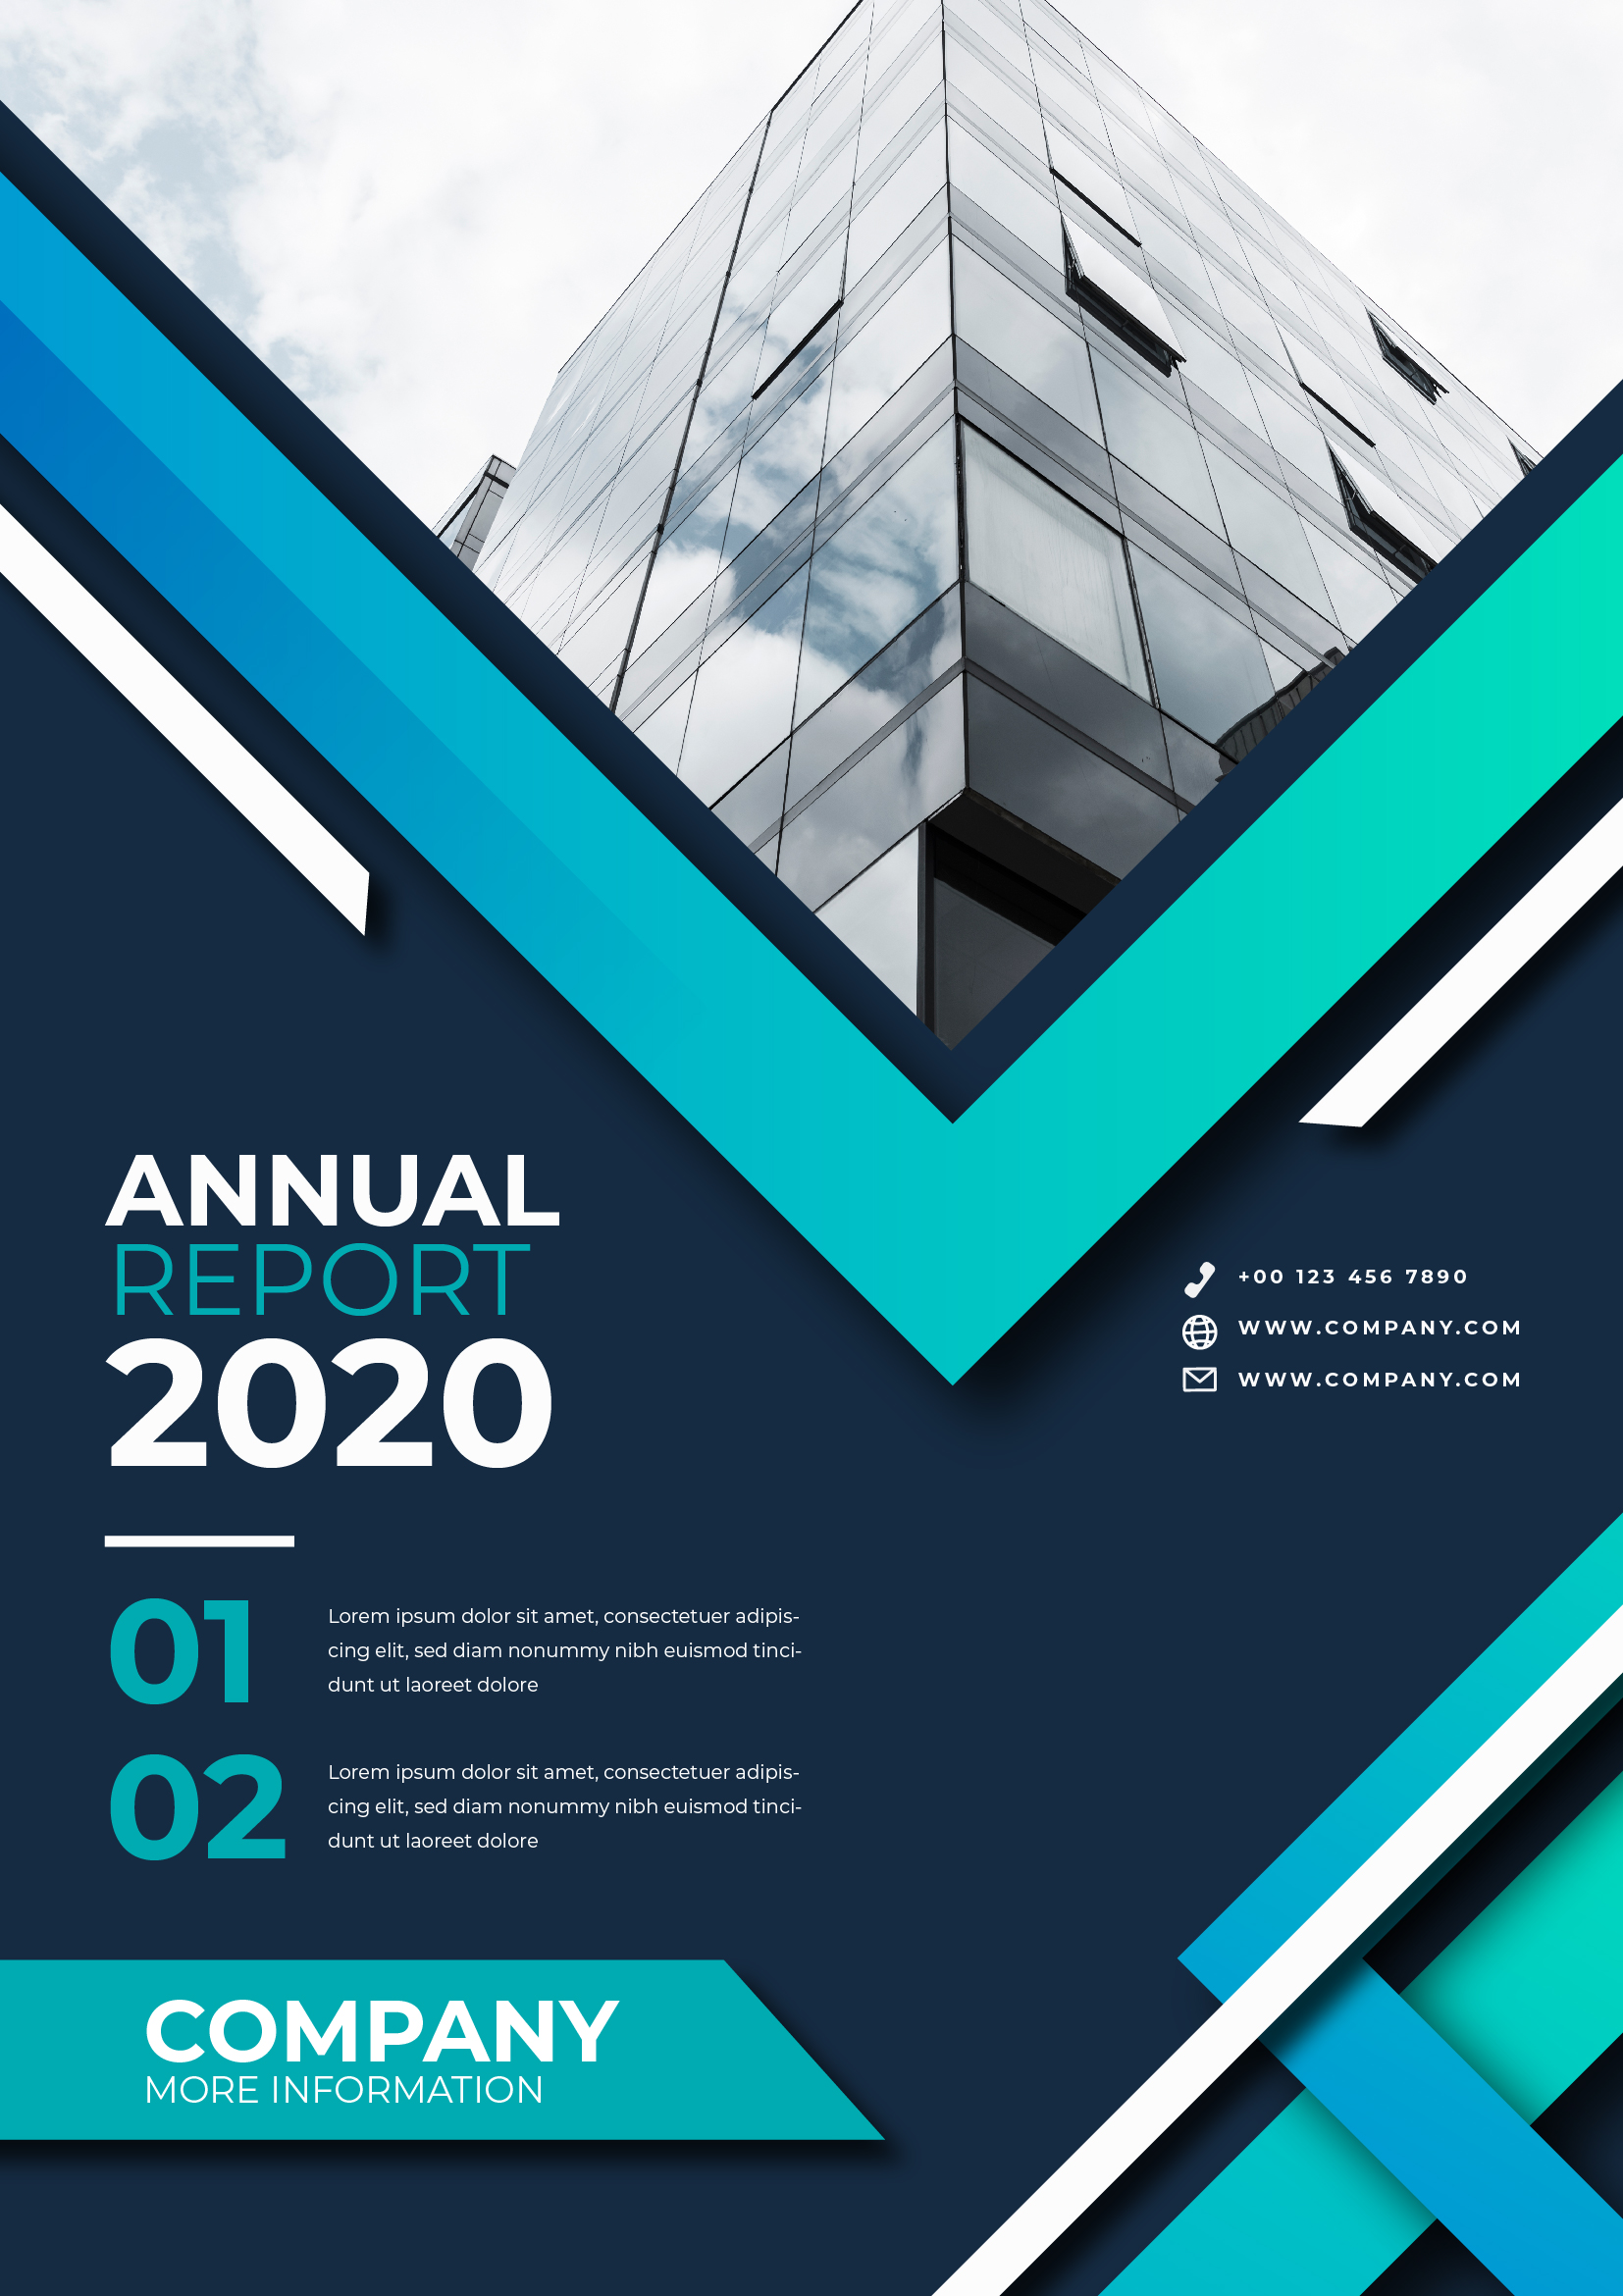 ANNUAL
REPORT
2020
+00 123 456 7890
WWW.COMPANY.COM
WWW.COMPANY.COM
01
Lorem ipsum dolor sit amet, consectetuer adipis-
cing elit, sed diam nonummy nibh euismod tinci-
dunt ut laoreet dolore
02
Lorem ipsum dolor sit amet, consectetuer adipis-
cing elit, sed diam nonummy nibh euismod tinci-
dunt ut laoreet dolore
COMPANY
MORE INFORMATION